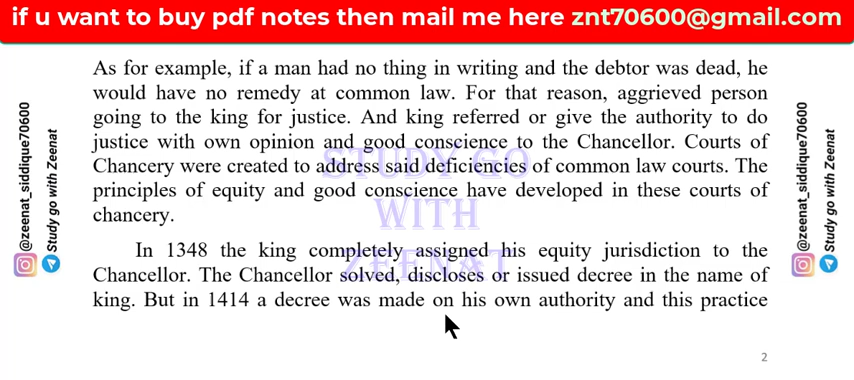 if u want to buy pdf notes then mail me here znt70600@gmail.com
As for example, if a man had no thing in writing and the debtor was dead, he
would have no remedy at common law. For that reason, aggrieved person
going to the king for justice. And king referred or give the authority to do
justice with own opinion and good conscience to the Chancellor. Courts of
Chancery were created to address said deficiencies of common law courts. The
principles of equity and good conscience have developed in these courts of
chancery.
In 1348 the king completely assigned his equity jurisdiction to the
Chancellor. The Chancellor solved, discloses or issued decree in the name of
king. But in 1414 a decree was made on his own authority and this practice
2
@zeenat_siddique70600
Study go with Zeenat
@zeenat_siddique70600
Study go with Zeenat
STUDY GO
WITH
ZEENAT